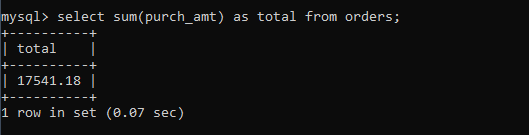 mysql> select sum(purch_amt) as total from orders;
+----------+
| total    |
+----------+
| 17541.18 |
+----------+
1 row in set (0.07 sec)